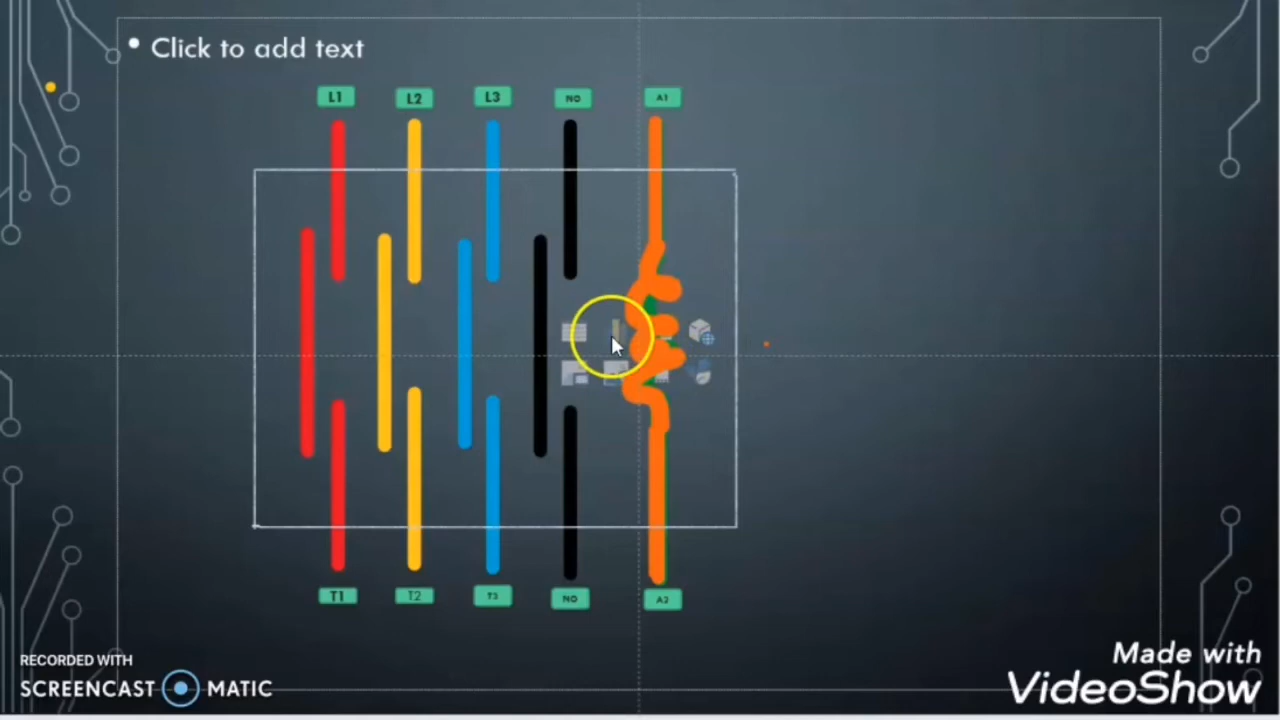 Click to add text
L1 L2 L3 NO A1
T1 T2 T3 NO A2
RECORDED WITH
SCREENCAST MATIC
Made with
VideoShow